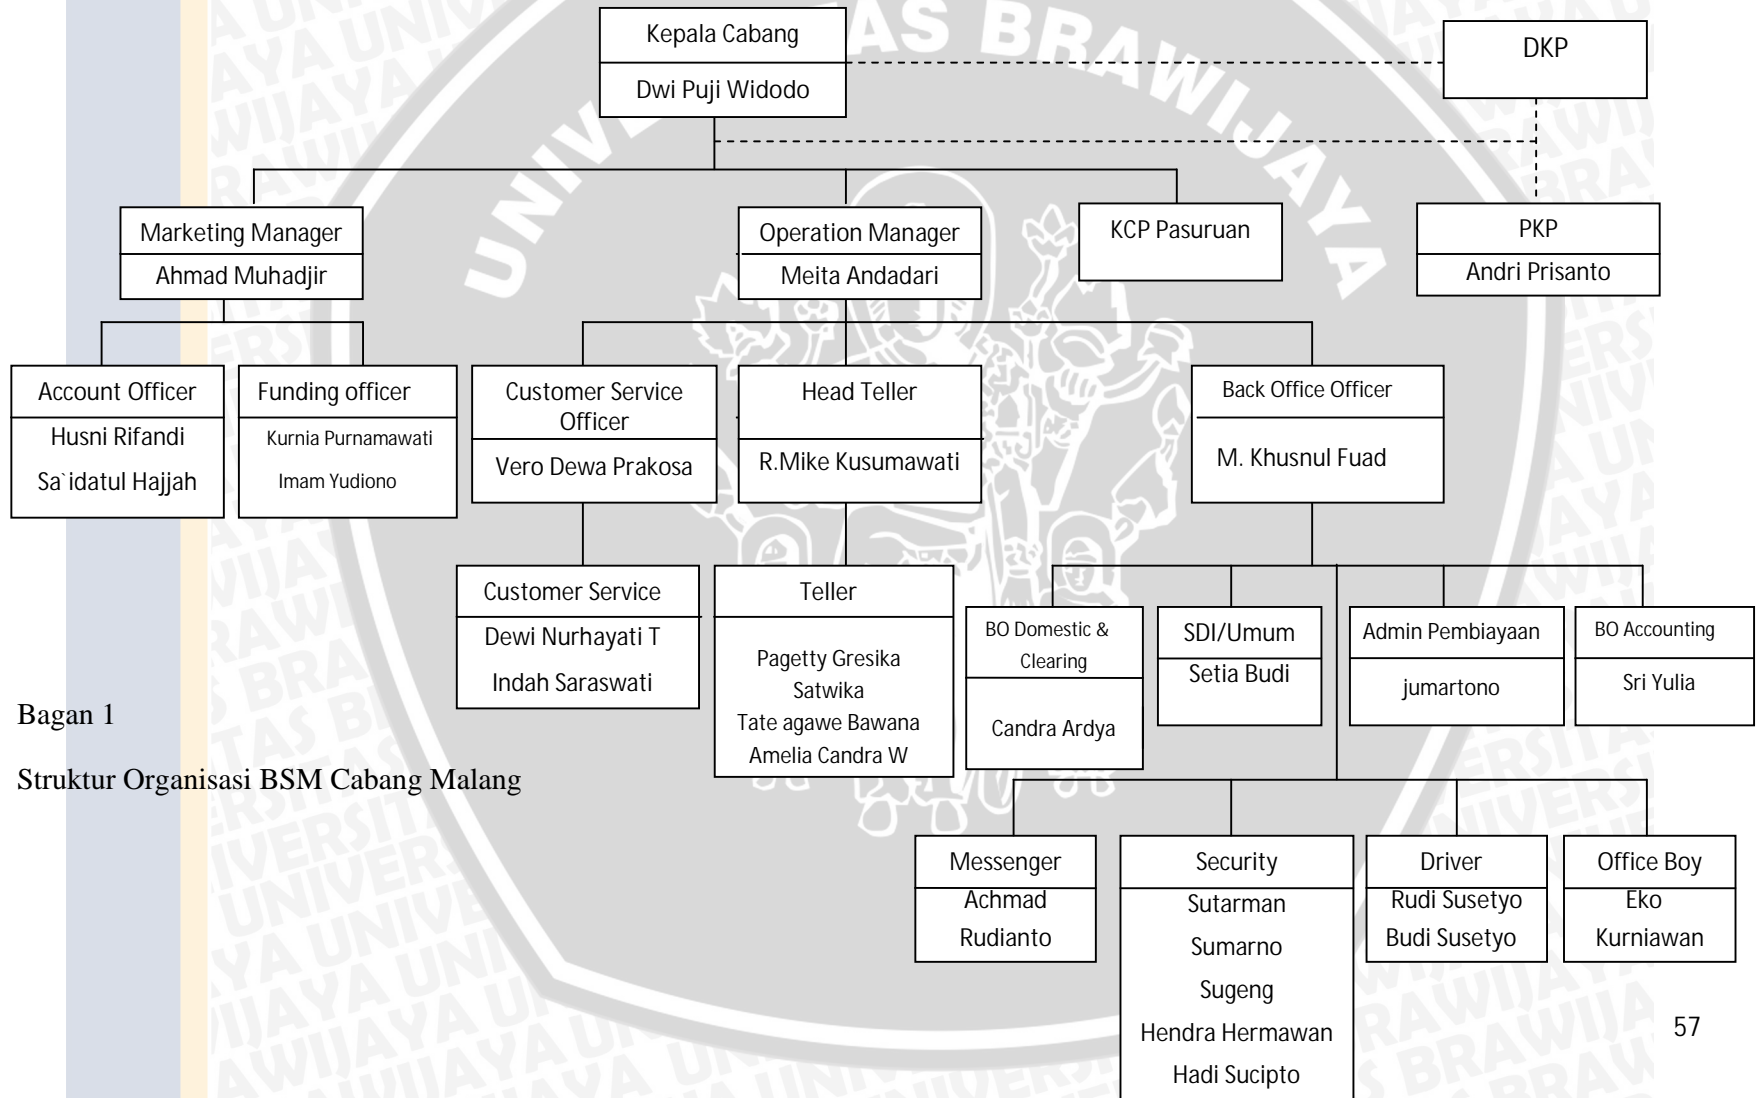 Kepala Cabang
Dwi Puji Widodo
DKP
UNIVERSITAS BRAWIJAYA
Marketing Manager
Ahmad Muhadjir
Operation Manager
Meita Andadari
KCP Pasuruan
PKP
Andri Prisanto
Account Officer
Husni Rifandi
Sa`idatul Hajjah
Funding officer
Kurnia Purnamawati
Imam Yudiono
Customer Service
Officer
Vero Dewa Prakosa
Head Teller
R.Mike Kusumawati
Back Office Officer
M. Khusnul Fuad
Customer Service
Dewi Nurhayati T
Indah Saraswati
Teller
Pagetty Gresika
Satwika
Tate agawe Bawana
Amelia Candra W
BO Domestic &
Clearing
Candra Ardya
SDI/Umum
Setia Budi
Admin Pembiayaan
jumartono
BO Accounting
Sri Yulia
Bagan 1
Struktur Organisasi BSM Cabang Malang
Messenger
Achmad
Rudianto
Security
Sutarman
Sumarno
Sugeng
Hendra Hermawan
Hadi Sucipto
Driver
Rudi Susetyo
Budi Susetyo
Office Boy
Eko
Kurniawan
57